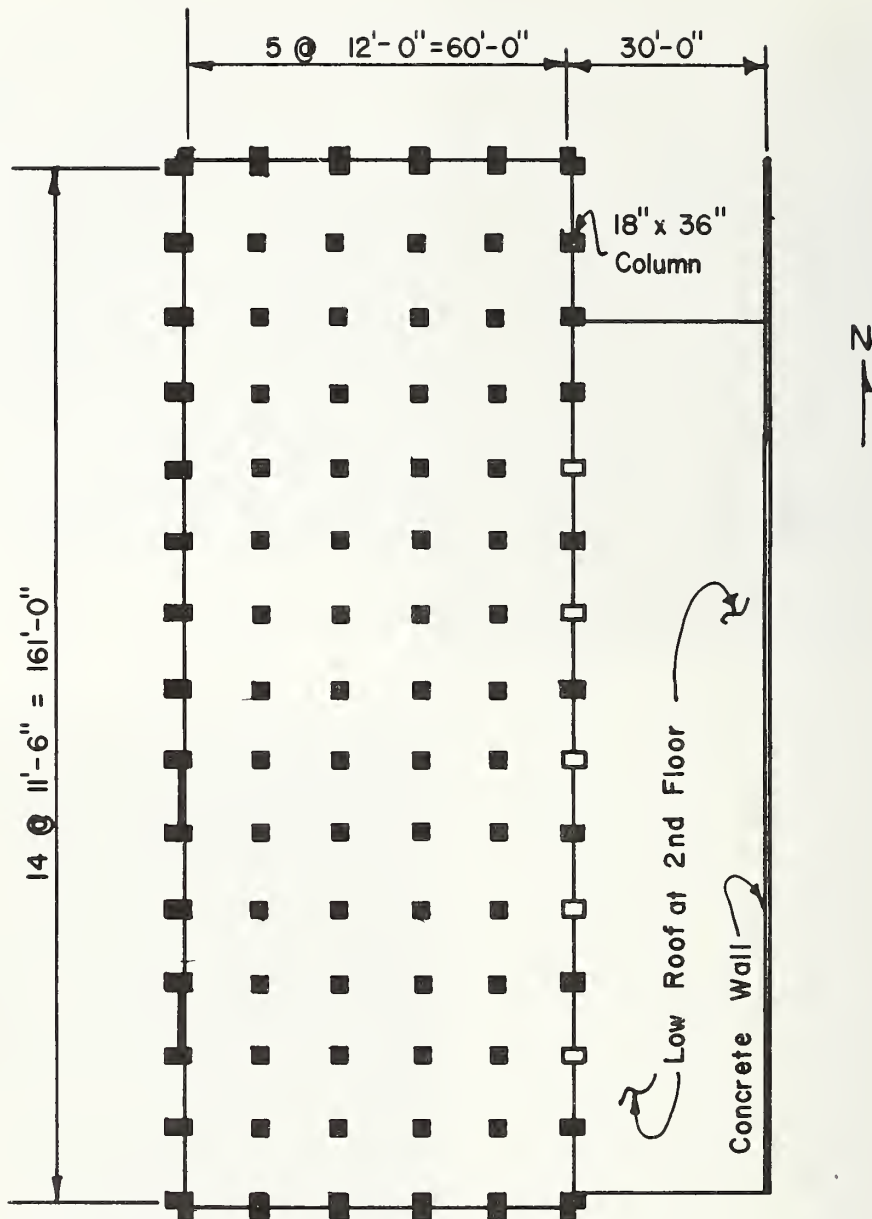 5 @ 12'-0"=60'-0"
30'-0"
18" x 36"
Column
N
14 @ 11'-6" = 161'-0"
Low Roof at 2nd Floor
Concrete Wall